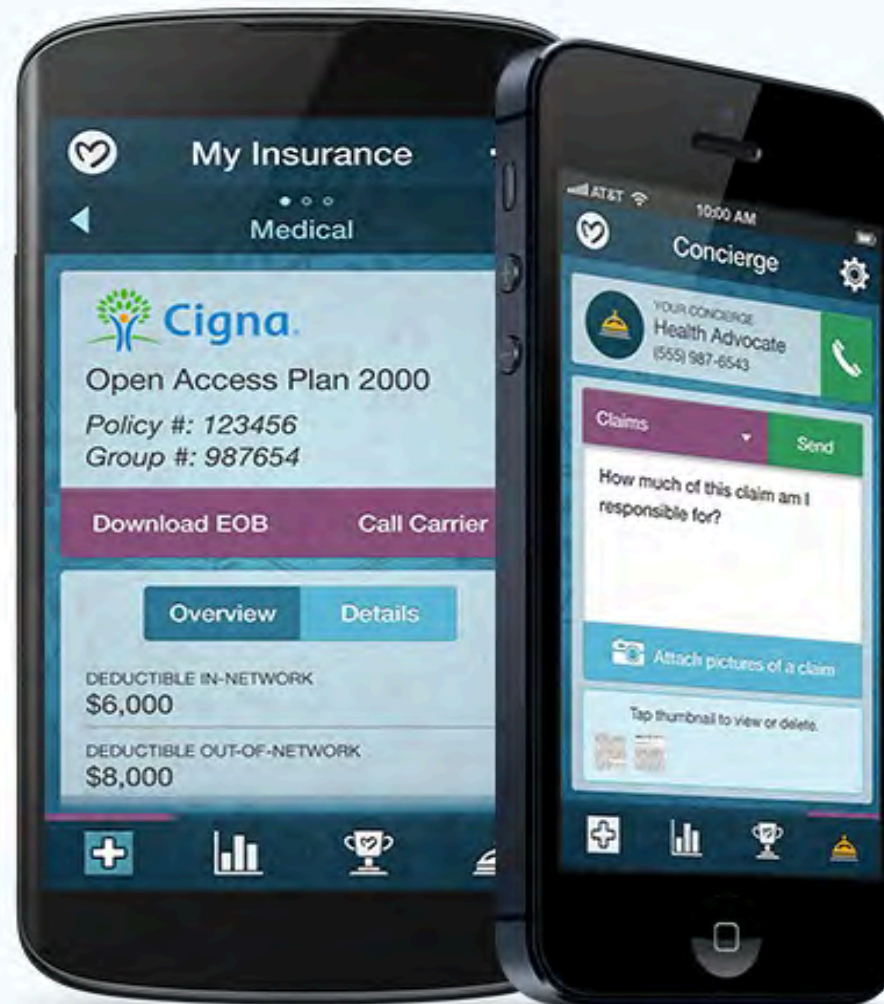 My Insurance
Medical
Cigna
Open Access Plan 2000
Policy #: 123456
Group #: 987654
Download EOB
Call Carrier
Overview
Details
DEDUCTIBLE IN-NETWORK
$6,000
DEDUCTIBLE OUT-OF-NETWORK
$8,000
AT&T
10:00 AM
Concierge
YOUR CONCIERGE
Health Advocate
(555) 987-6543
Claims
Send
How much of this claim am I
responsible for?
Attach pictures of a claim
Tap thumbnail to view or delete.